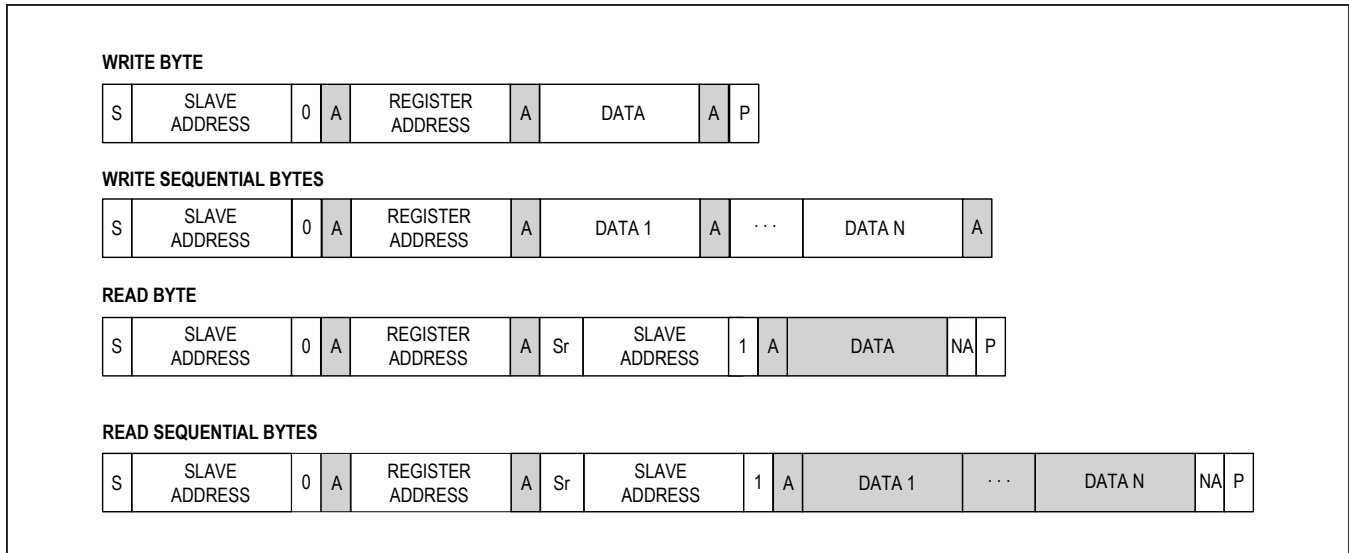 WRITE BYTE
S SLAVE ADDRESS 0 A REGISTER ADDRESS A DATA A P
WRITE SEQUENTIAL BYTES
S SLAVE ADDRESS 0 A REGISTER ADDRESS A DATA 1 A ... DATA N A
READ BYTE
S SLAVE ADDRESS 0 A REGISTER ADDRESS A Sr SLAVE ADDRESS 1 A DATA NA P
READ SEQUENTIAL BYTES
S SLAVE ADDRESS 0 A REGISTER ADDRESS A Sr SLAVE ADDRESS 1 A DATA 1 ... DATA N NA P